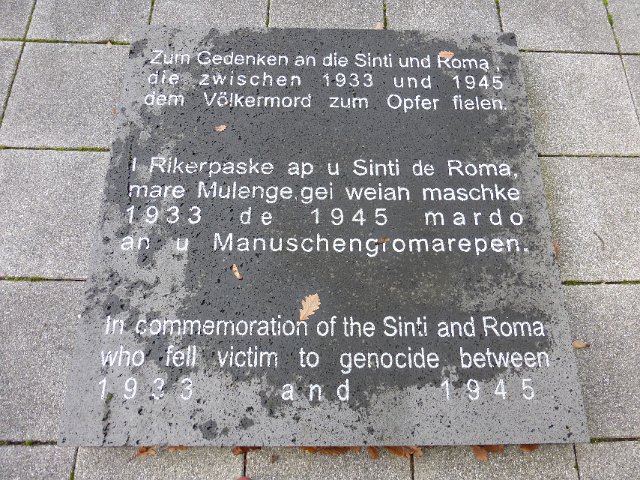 Zum Gedenken an die Sinti und Roma,
die zwischen 1933 und 1945
dem Völkermord zum Opfer fielen.
I Rikerpaske ap u Sinti de Roma,
mare Mulenge, gei weiah maschke
1933 de 1945 mardo
an u Manuschengromarepen.
In commemoration of the Sinti and Roma
who fell victim to genocide between
1933 and 1945